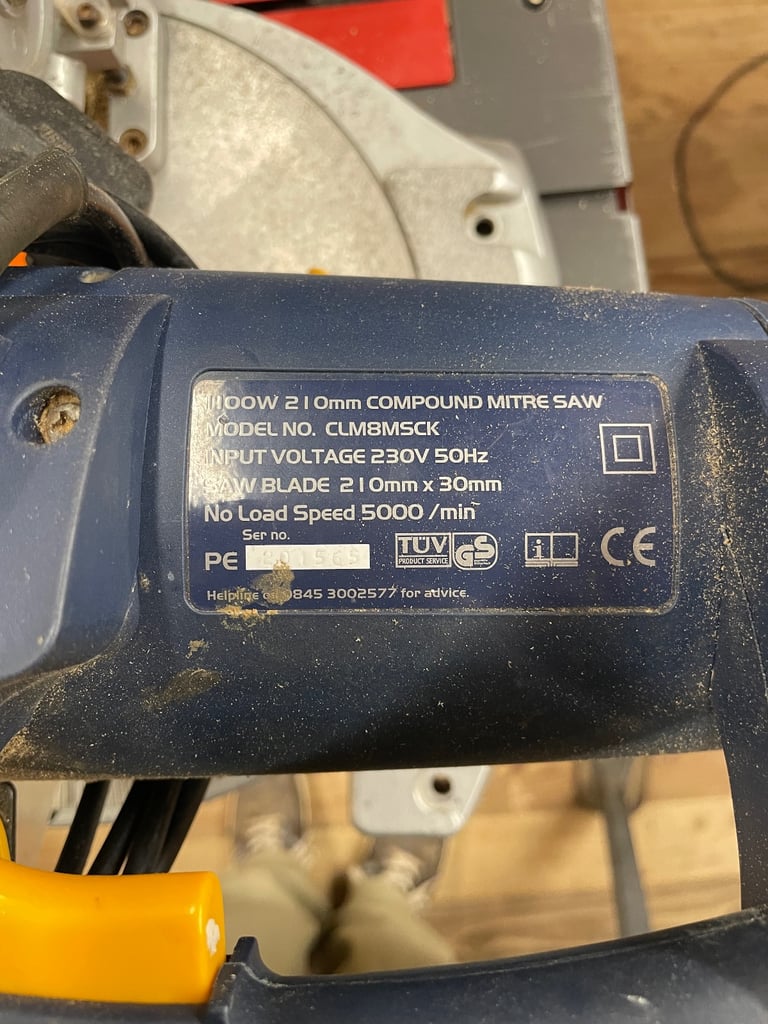 1100W 210mm COMPOUND MITRE SAW
MODEL NO. CLM8MSCK
INPUT VOLTAGE 230V 50Hz
SAW BLADE 210mm x 30mm
No Load Speed 5000 /min
Ser no.
PE
TÜV
PRODUCT SERVICE
GS
i
CE
Helpline on 0845 3002577 for advice.